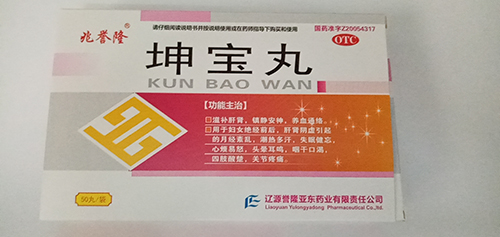 兆誉隆
请仔细阅读说明书并按说明使用或在药师指导下购买和使用
国药准字Z20054317
OTC
坤宝丸
KUN BAO WAN
【功能主治】
滋补肝肾，镇静安神，养血通络。
用于妇女绝经前后，肝肾阴虚引起
的月经紊乱，潮热多汗，失眠健忘，
心烦易怒，头晕耳鸣，咽干口渴，
四肢酸楚，关节疼痛。
50丸/袋
辽源誉隆亚东药业有限责任公司
Liaoyuan Yulongyadong Pharmaceutical Co.,Ltd.